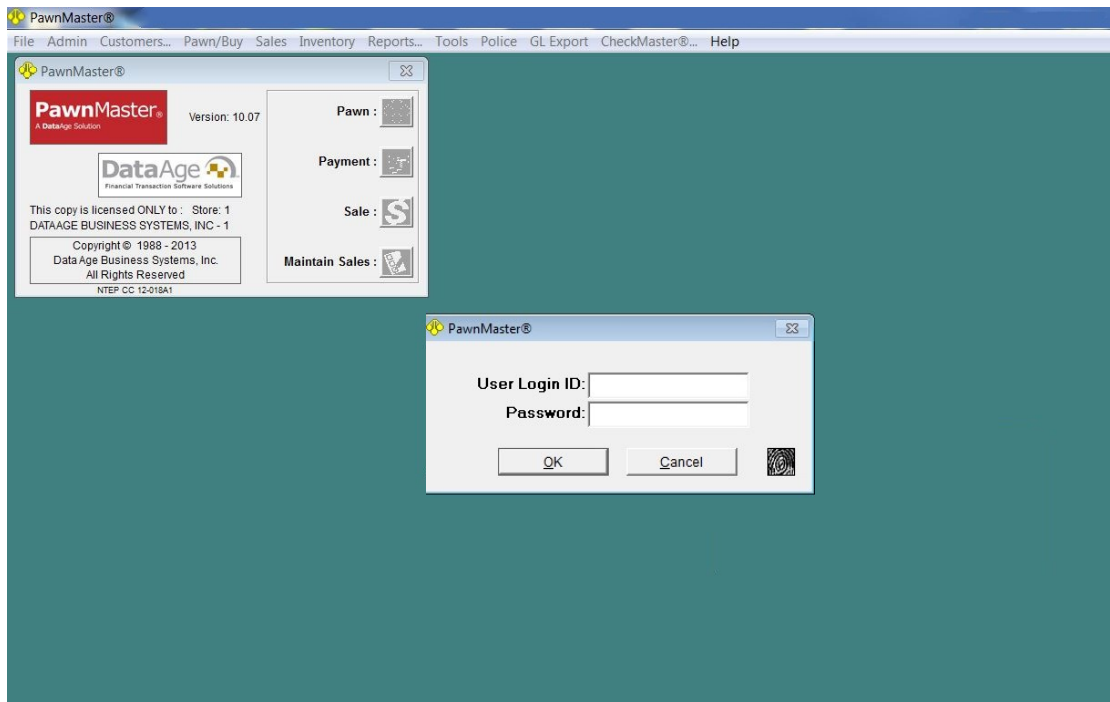 PawnMaster®
File Admin Customers... Pawn/Buy Sales Inventory Reports... Tools Police GL Export CheckMaster®... Help
PawnMaster®
PawnMaster®
A DataAge Solution
Version: 10.07
DataAge
Financial Transaction Software Solutions
This copy is licensed ONLY to : Store: 1
DATAAGE BUSINESS SYSTEMS, INC - 1
Copyright © 1988 - 2013
Data Age Business Systems, Inc.
All Rights Reserved
NTEP CC 12-018A1
Pawn :
Payment :
Sale :
Maintain Sales :
PawnMaster®
User Login ID:
Password:
OK Cancel